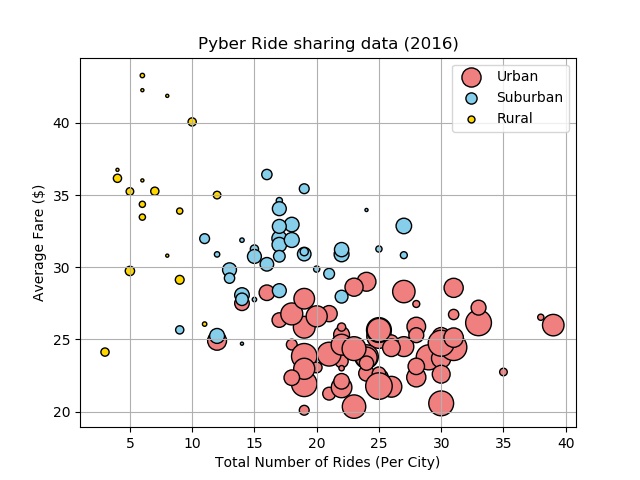 Pyber Ride sharing data (2016)
Urban
Suburban
Rural
Average Fare ($)
40
35
30
25
20
5 10 15 20 25 30 35 40
Total Number of Rides (Per City)